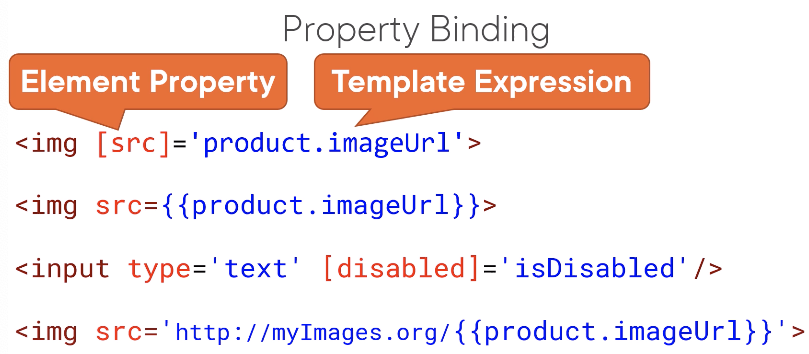 Property Binding
Element Property
Template Expression
<img [src]='product.imageUrl'>
<img src={{product.imageUrl}}>
<input type='text' [disabled]='isDisabled'/>
<img src='http://myImages.org/{{product.imageUrl}}'>